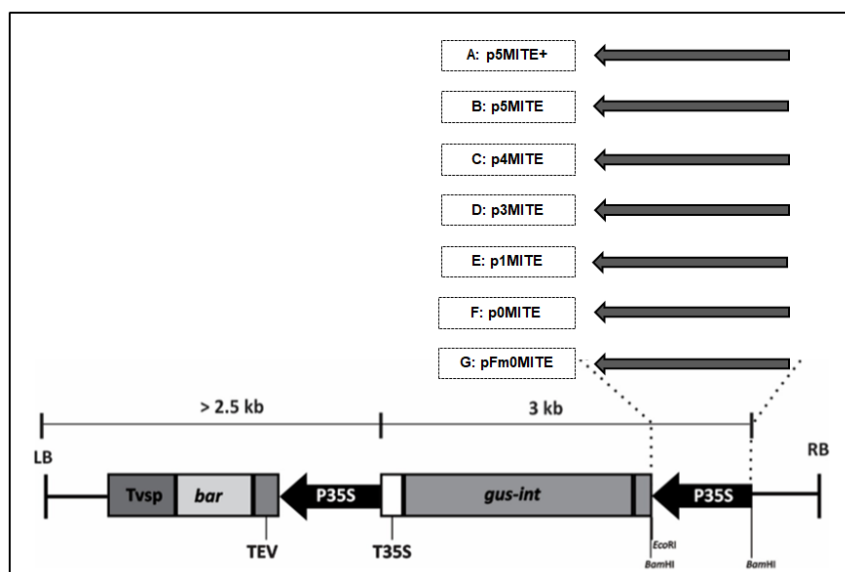 A: p5MITE+
B: p5MITE
C: p4MITE
D: p3MITE
E: p1MITE
F: p0MITE
G: pFm0MITE
> 2.5 kb 3 kb
LB RB
Tvsp bar P35S gus-int P35S
TEV T35S EcoRI
BamHI BamHI